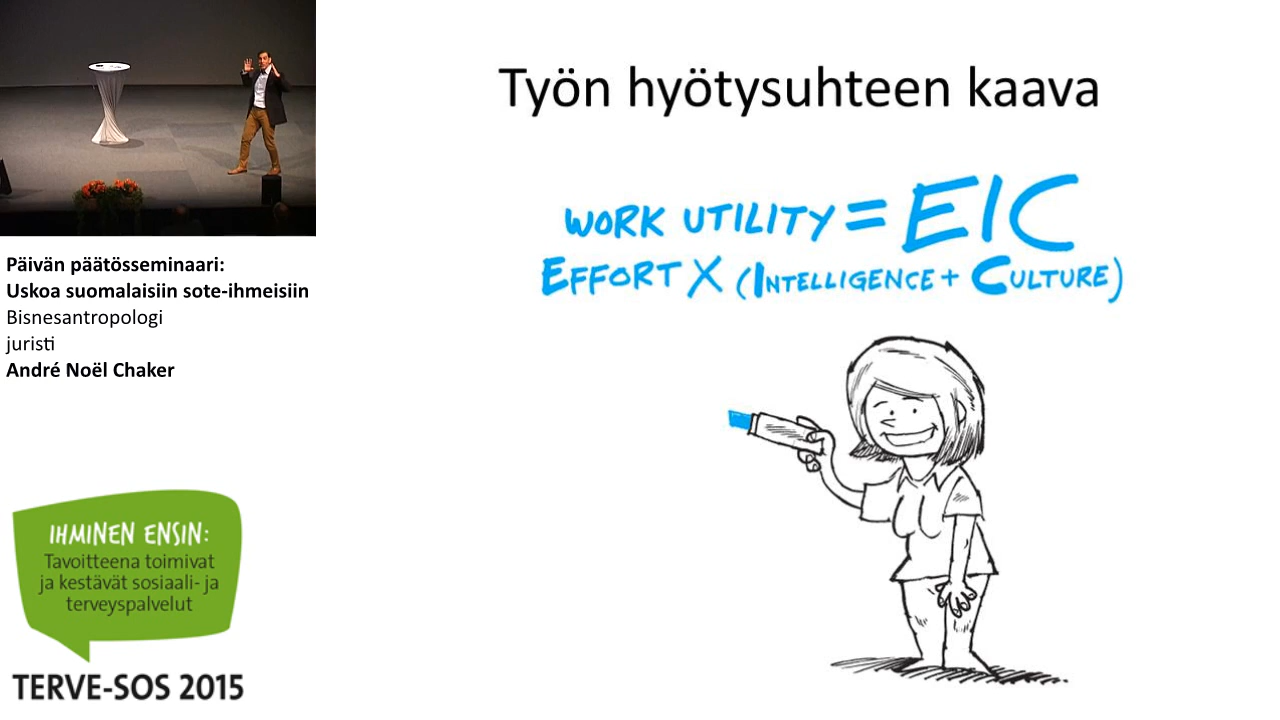 Työn hyötysuhteen kaava
WORK UTILITY = EIC
EFFORT X (INTELLIGENCE + CULTURE)
Päivän päätösseminaari:
Uskoa suomalaisiin sote-ihmeisiin
Bisnesantropologi
juristi
André Noël Chaker
IHMINEN ENSIN:
Tavoitteena toimivat
ja kestävät sosiaali- ja
terveyspalvelut
TERVE-SOS 2015